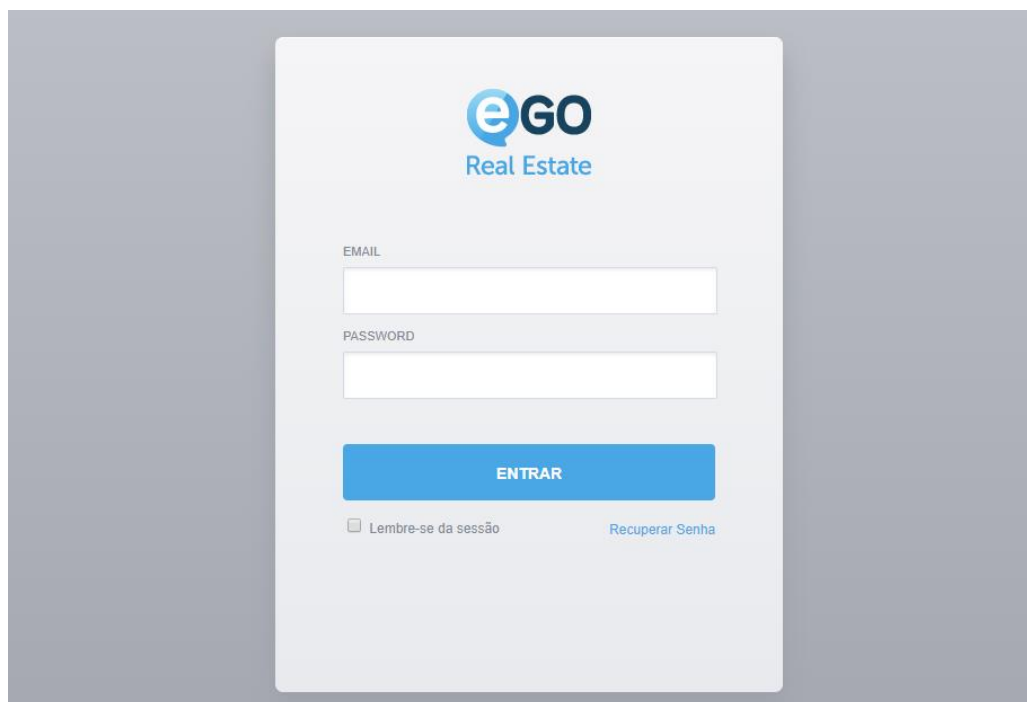 eGO
Real Estate
EMAIL
PASSWORD
ENTRAR
Lembre-se da sessão Recuperar Senha